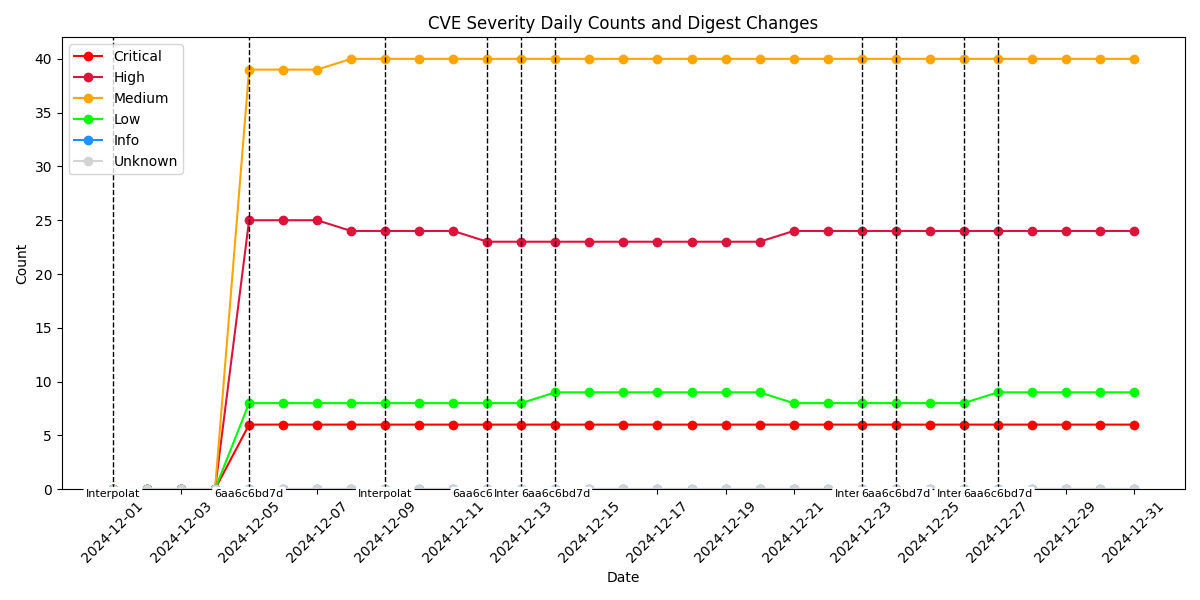 CVE Severity Daily Counts and Digest Changes
Critical
High
Medium
Low
Info
Unknown
Count
40
35
30
25
20
15
10
5
0
Interpolat 6aa6c6bd7d Interpolat 6aa6c6 Inter 6aa6c6bd7d Inter 6aa6c6bd7d Inter 6aa6c6bd7d
2024-12-01 2024-12-03 2024-12-05 2024-12-07 2024-12-09 2024-12-11 2024-12-13 2024-12-15 2024-12-17 2024-12-19 2024-12-21 2024-12-23 2024-12-25 2024-12-27 2024-12-29 2024-12-31
Date